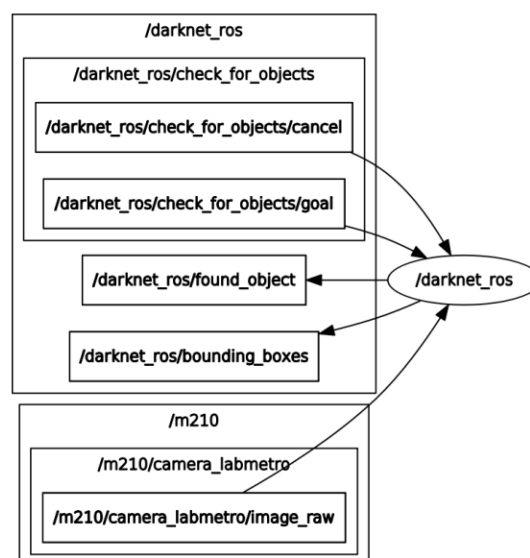 /darknet_ros
/darknet_ros/check_for_objects
/darknet_ros/check_for_objects/cancel
/darknet_ros/check_for_objects/goal
/darknet_ros/found_object
/darknet_ros
/darknet_ros/bounding_boxes
/m210
/m210/camera_labmetro
/m210/camera_labmetro/image_raw